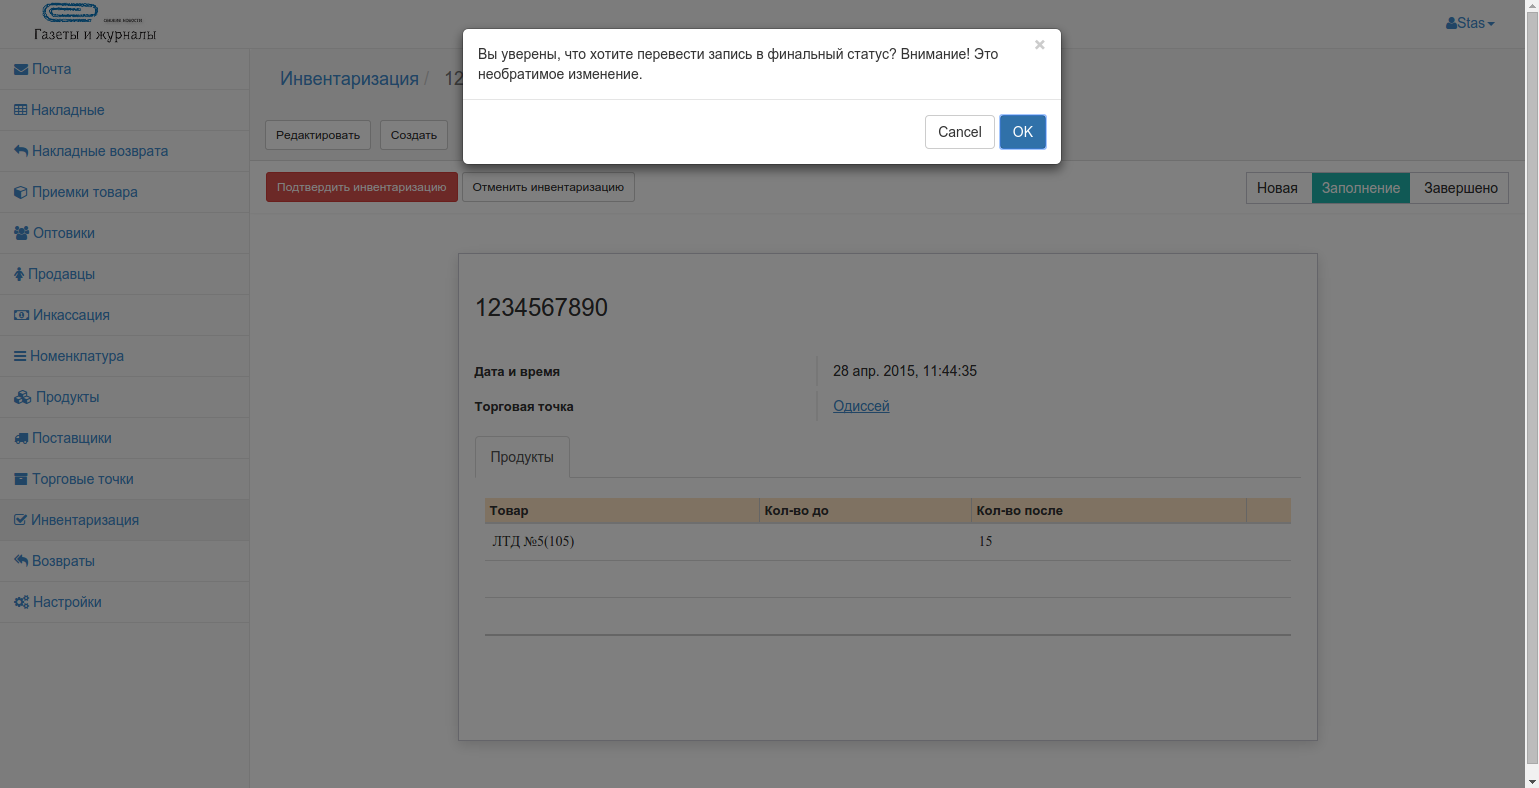 Газеты и журналы
Stas
Вы уверены, что хотите перевести запись в финальный статус? Внимание! Это
необратимое изменение.
Cancel
OK
Почта
Накладные
Накладные возврата
Приемки товара
Оптовики
Продавцы
Инкассация
Номенклатура
Продукты
Поставщики
Торговые точки
Инвентаризация
Возвраты
Настройки
Инвентаризация / 12
Редактировать
Создать
Подтвердить инвентаризацию
Отменить инвентаризацию
Новая
Заполнение
Завершено
1234567890
Дата и время
28 апр. 2015, 11:44:35
Торговая точка
Одиссей
Продукты
Товар
Кол-во до
Кол-во после
ЛТД №5(105)
15